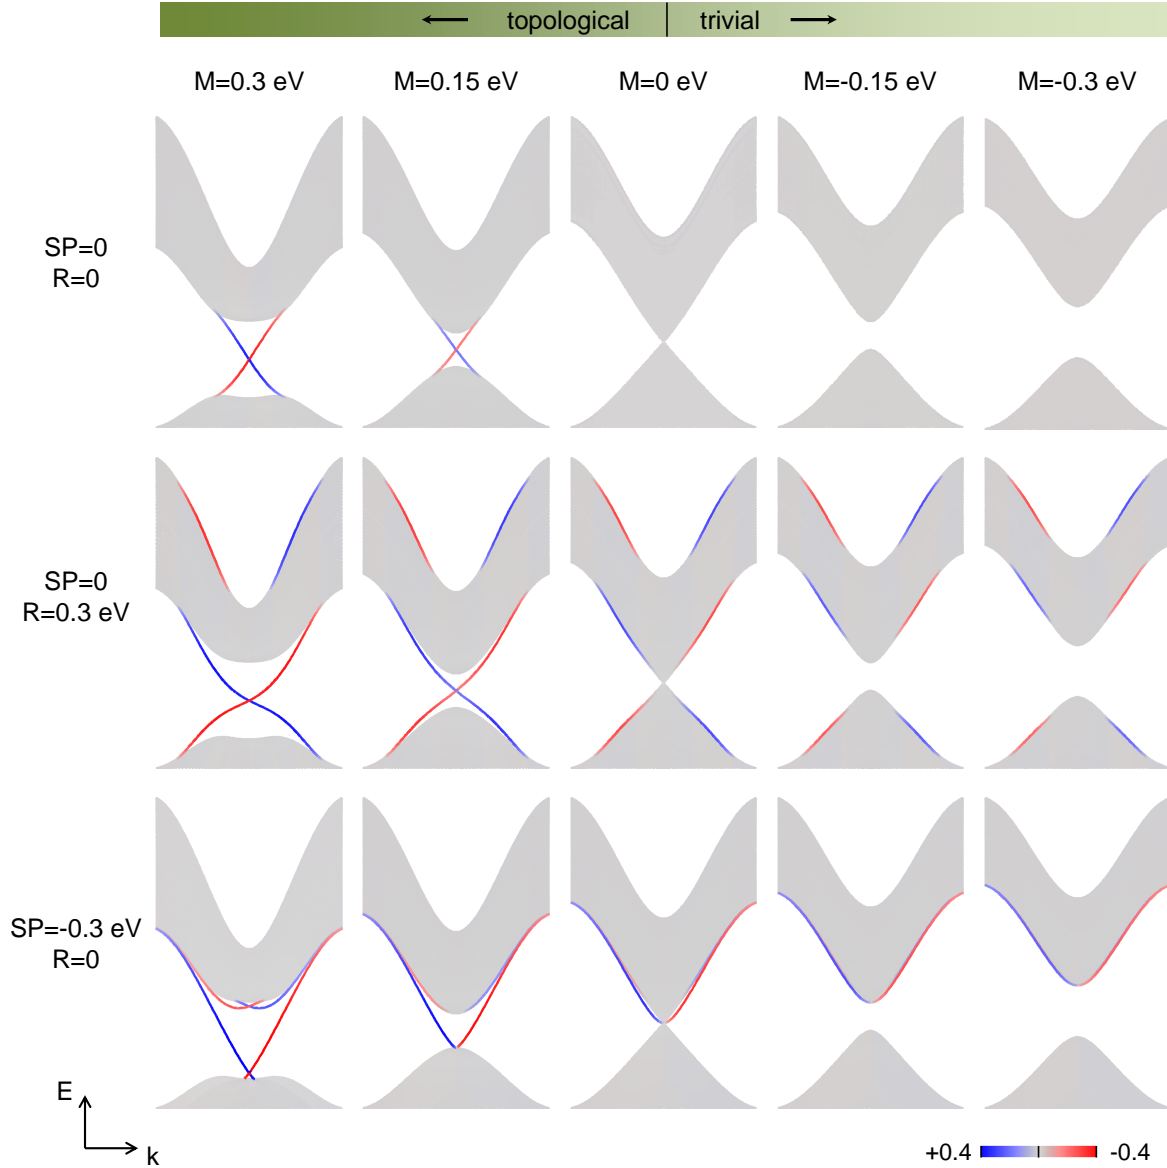 topological trivial
M=0.3 eV M=0.15 eV M=0 eV M=-0.15 eV M=-0.3 eV
SP=0
R=0
SP=0
R=0.3 eV
SP=-0.3 eV
R=0
E
k
+0.4 -0.4